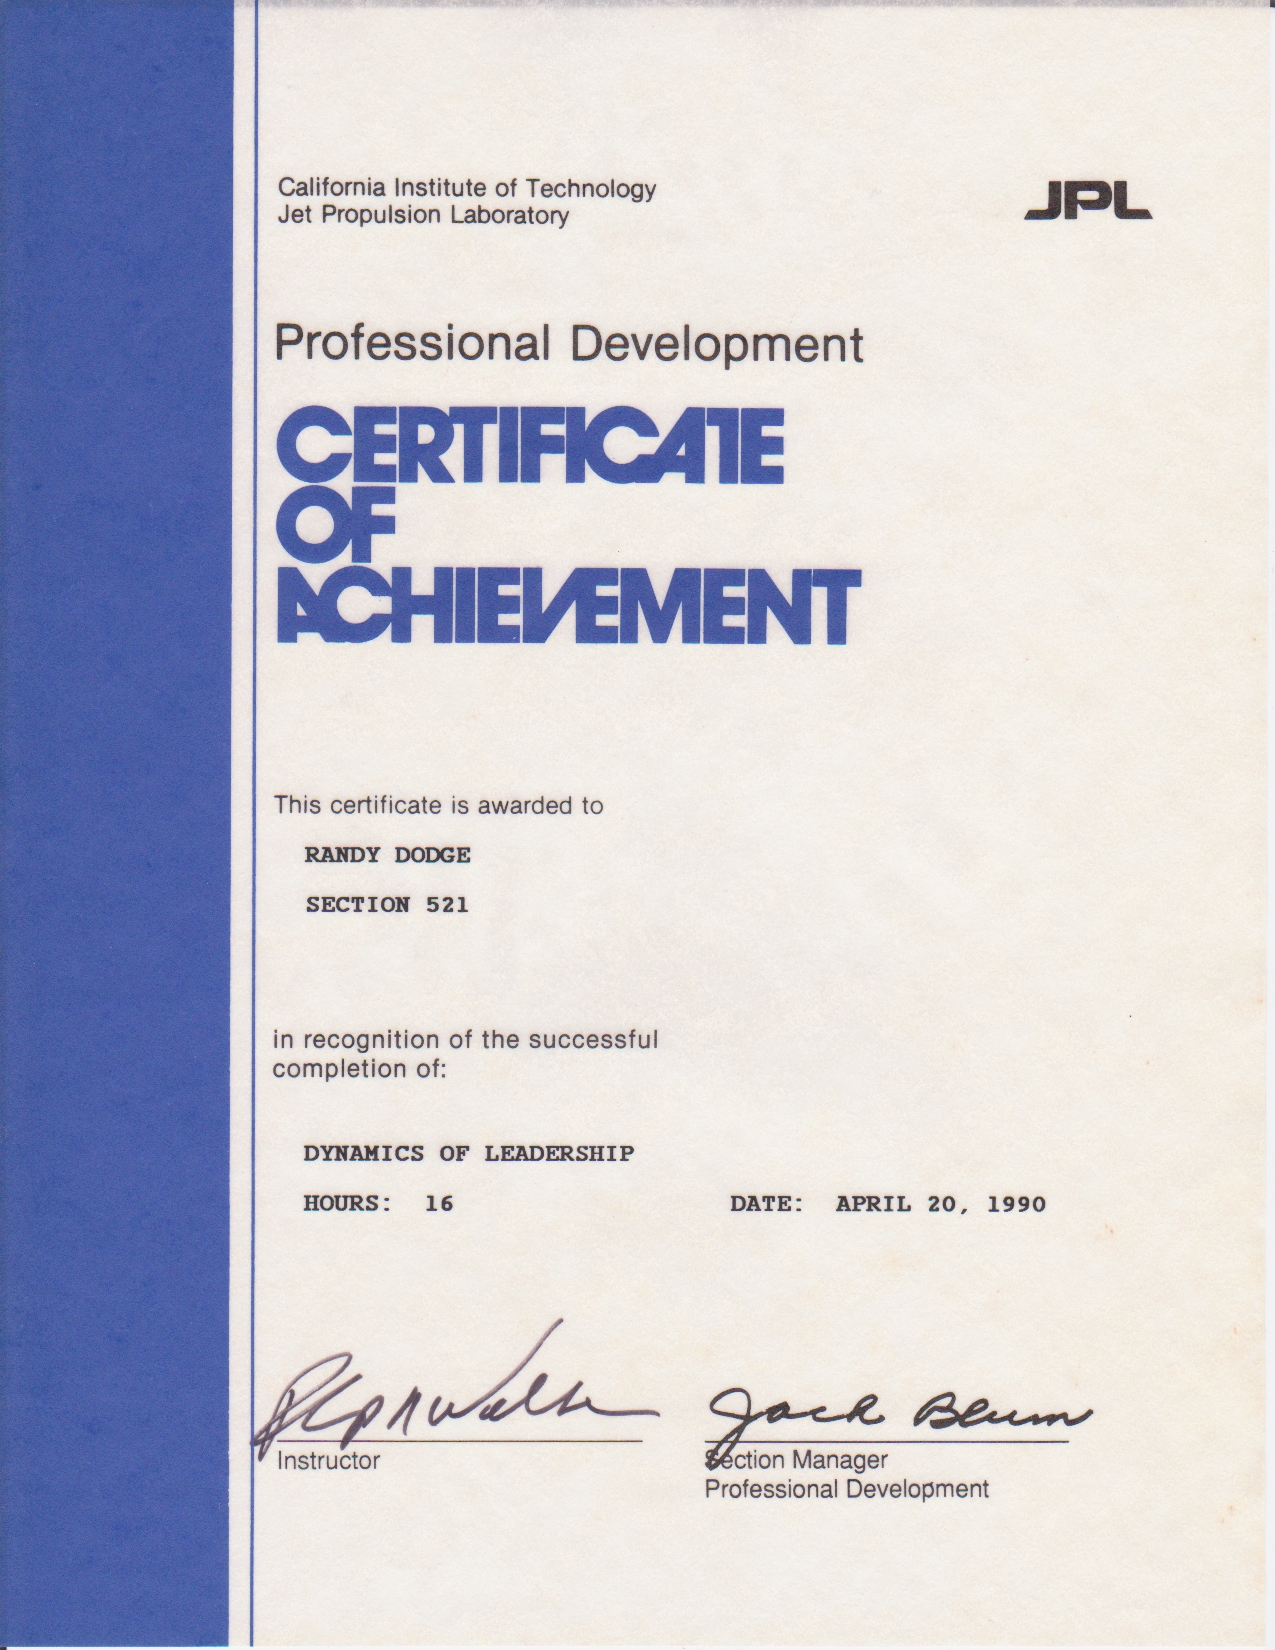 California Institute of Technology
Jet Propulsion Laboratory
JPL
Professional Development
CERTIFICATE
OF
ACHIEVEMENT
This certificate is awarded to
RANDY DODGE
SECTION 521
in recognition of the successful
completion of:
DYNAMICS OF LEADERSHIP
HOURS: 16 DATE: APRIL 20, 1990
Jack Blum
Instructor
Section Manager
Professional Development